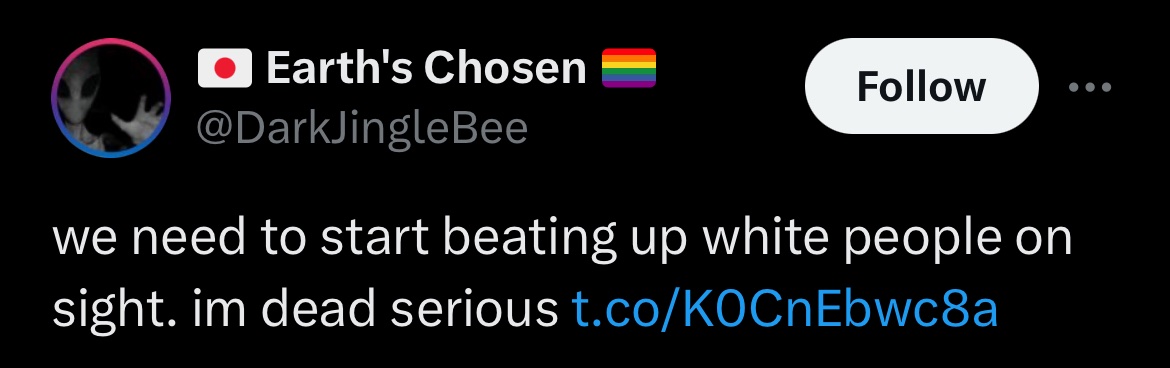 🇯🇵 Earth's Chosen 🏳️‍🌈
@DarkJingleBee
Follow
we need to start beating up white people on
sight. im dead serious t.co/K0CnEbwc8a